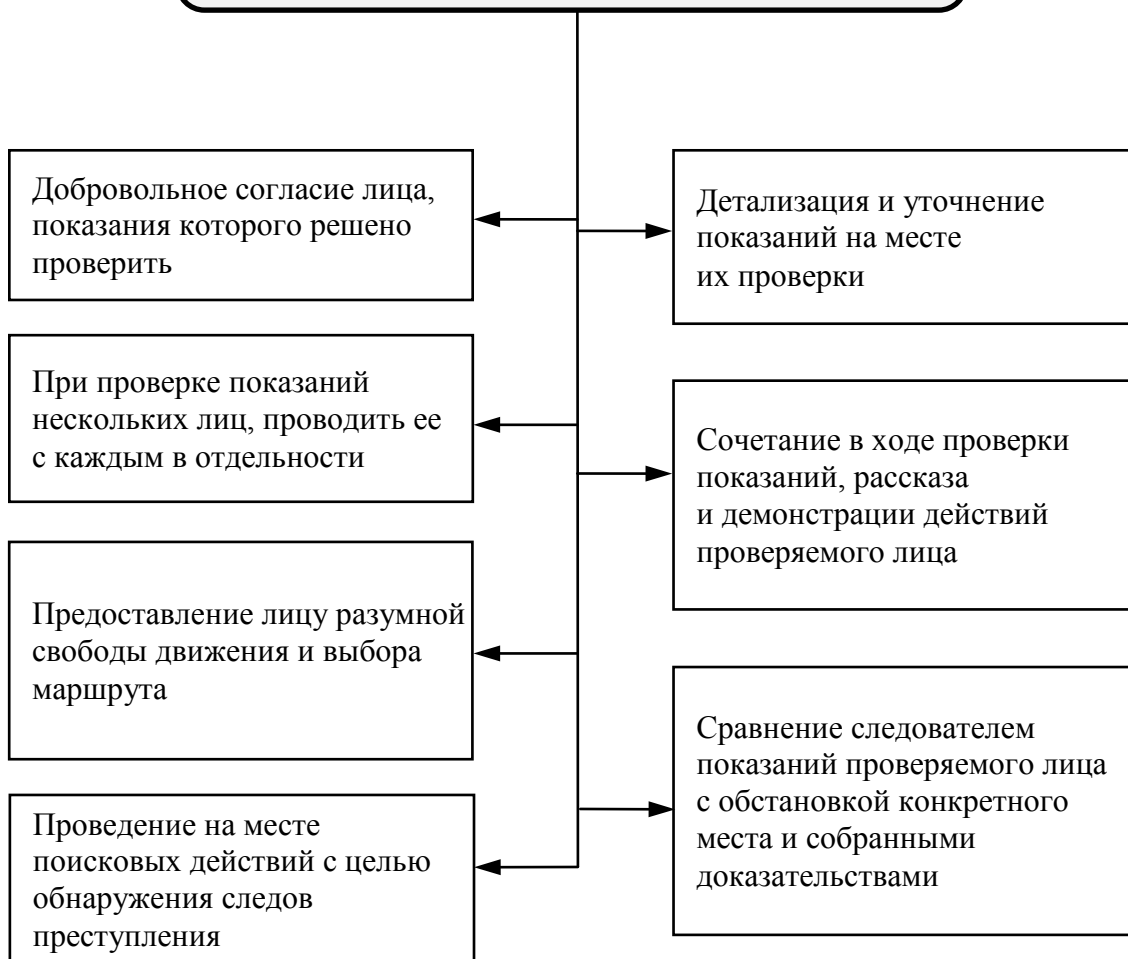 Добровольное согласие лица,
показания которого решено
проверить
Детализация и уточнение
показаний на месте
их проверки
При проверке показаний
нескольких лиц, проводить ее
с каждым в отдельности
Сочетание в ходе проверки
показаний, рассказа
и демонстрации действий
проверяемого лица
Предоставление лицу разумной
свободы движения и выбора
маршрута
Сравнение следователем
показаний проверяемого лица
с обстановкой конкретного
места и собранными
доказательствами
Проведение на месте
поисковых действий с целью
обнаружения следов
преступления